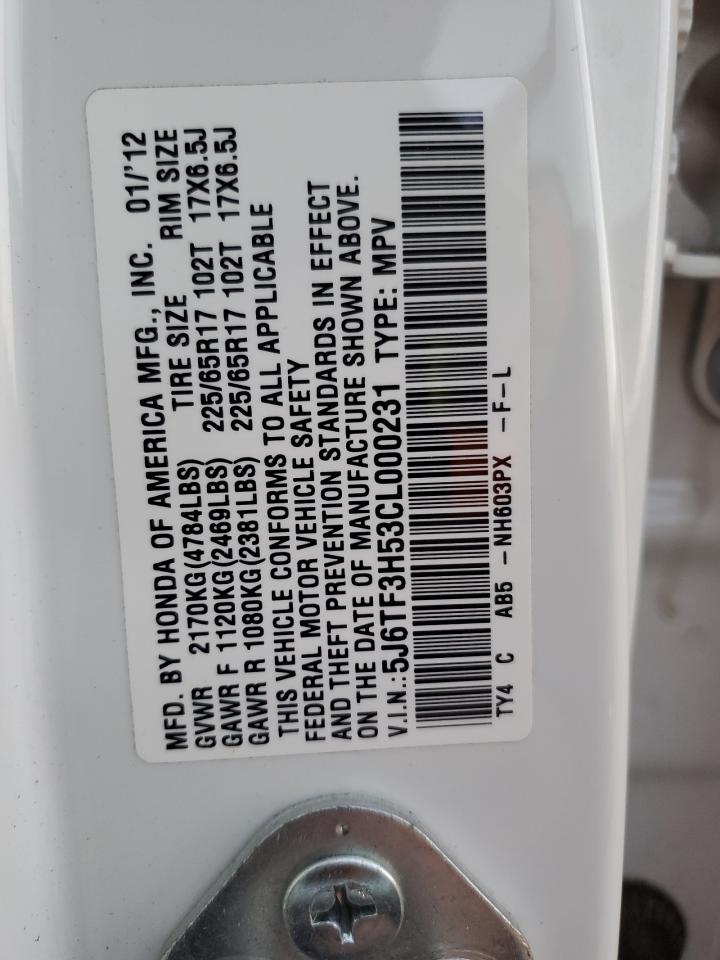 MFD. BY HONDA OF AMERICA MFG., INC. 01/'12
GVWR 2170KG(4784LBS) TIRE SIZE RIM SIZE
GAWR F 1120KG(2469LBS) 225/65R17 102T 17X6.5J
GAWR R 1080KG(2381LBS) 225/65R17 102T 17X6.5J
THIS VEHICLE CONFORMS TO ALL APPLICABLE
FEDERAL MOTOR VEHICLE SAFETY
AND THEFT PREVENTION STANDARDS IN EFFECT
ON THE DATE OF MANUFACTURE SHOWN ABOVE.
V.I.N.:5J6TF3H53CL000231 TYPE: MPV
TY4 C AB5 -NH603PX -F-L